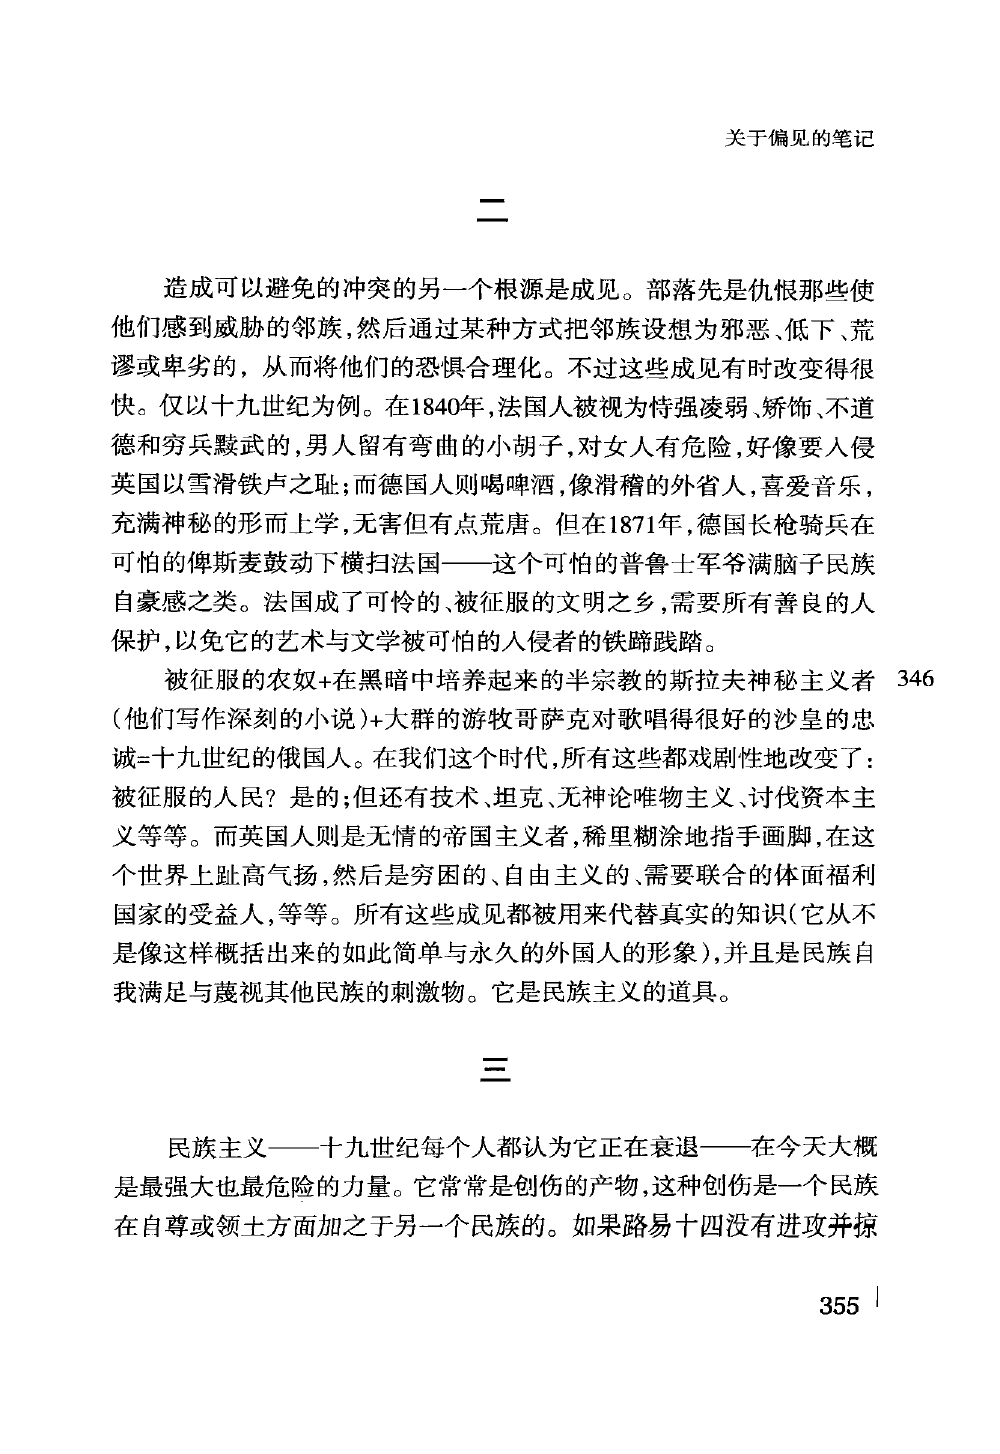 关于偏见的笔记
二
造成可以避免的冲突的另一个根源是成见。部落先是仇恨那些使
他们感到威胁的邻族,然后通过某种方式把邻族设想为邪恶、低下、荒
谬或卑劣的，从而将他们的恐惧合理化。不过这些成见有时改变得很
快。仅以十九世纪为例。在1840年,法国人被视为恃强凌弱、矫饰、不道
德和穷兵黩武的,男人留有弯曲的小胡子,对女人有危险,好像要入侵
英国以雪滑铁卢之耻;而德国人则喝啤酒,像滑稽的外省人,喜爱音乐,
充满神秘的形而上学,无害但有点荒唐。但在1871年,德国长枪骑兵在
可怕的俾斯麦鼓动下横扫法国——这个可怕的普鲁士军爷满脑子民族
自豪感之类。法国成了可怜的、被征服的文明之乡,需要所有善良的人
保护,以免它的艺术与文学被可怕的入侵者的铁蹄践踏。
被征服的农奴+在黑暗中培养起来的半宗教的斯拉夫神秘主义者 346
(他们写作深刻的小说)+大群的游牧哥萨克对歌唱得很好的沙皇的忠
诚=十九世纪的俄国人。在我们这个时代,所有这些都戏剧性地改变了:
被征服的人民？是的;但还有技术、坦克、无神论唯物主义、讨伐资本主
义等等。而英国人则是无情的帝国主义者,稀里糊涂地指手画脚,在这
个世界上趾高气扬,然后是穷困的、自由主义的、需要联合的体面福利
国家的受益人,等等。所有这些成见都被用来代替真实的知识(它从不
是像这样概括出来的如此简单与永久的外国人的形象),并且是民族自
我满足与蔑视其他民族的刺激物。它是民族主义的道具。
三
民族主义——十九世纪每个人都认为它正在衰退——在今天大概
是最强大也最危险的力量。它常常是创伤的产物,这种创伤是一个民族
在自尊或领土方面加之于另一个民族的。如果路易十四没有进攻并掠
355